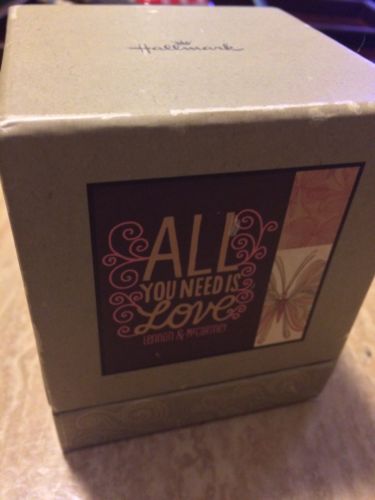 Hallmark
ALL
YOU NEED IS
Love
LENNON & McCARTNEY